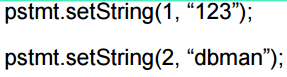 pstmt.setString(1, “123”);
pstmt.setString(2, “dbman”);